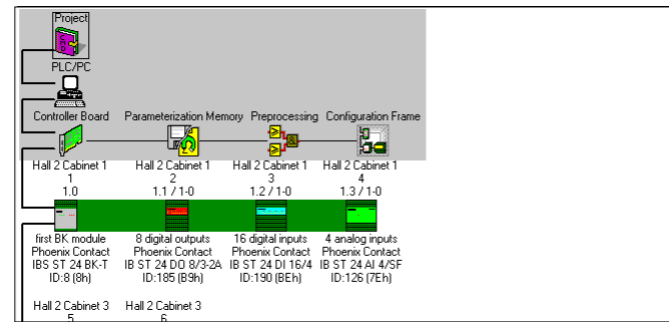 Project
PLC/PC
Controller Board Parameterization Memory Preprocessing Configuration Frame
Hall 2 Cabinet 1 Hall 2 Cabinet 1 Hall 2 Cabinet 1 Hall 2 Cabinet 1
1 2 3 4
1.0 1.1 / 1-0 1.2 / 1-0 1.3 / 1-0
first BK module 8 digital outputs 16 digital inputs 4 analog inputs
Phoenix Contact Phoenix Contact Phoenix Contact Phoenix Contact
IBS ST 24 BK-T IB ST 24 DO 8/3-2A IB ST 24 DI 16/4 IB ST 24 AI 4/SF
ID:8 (8h) ID:185 (B9h) ID:190 (BEh) ID:126 (7Eh)
Hall 2 Cabinet 3 Hall 2 Cabinet 3
5 6